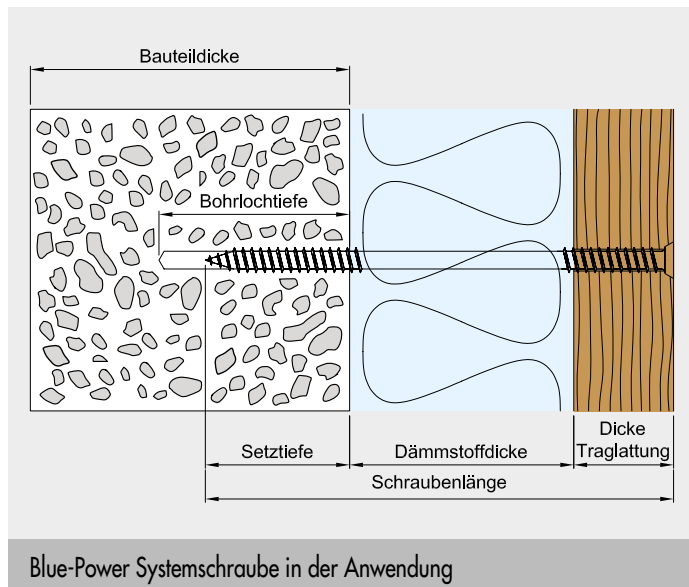 Bauteildicke
Bohrlochtiefe
Setztiefe
Dämmstoffdicke
Dicke
Traglattung
Schraubenlänge
Blue-Power Systemschraube in der Anwendung